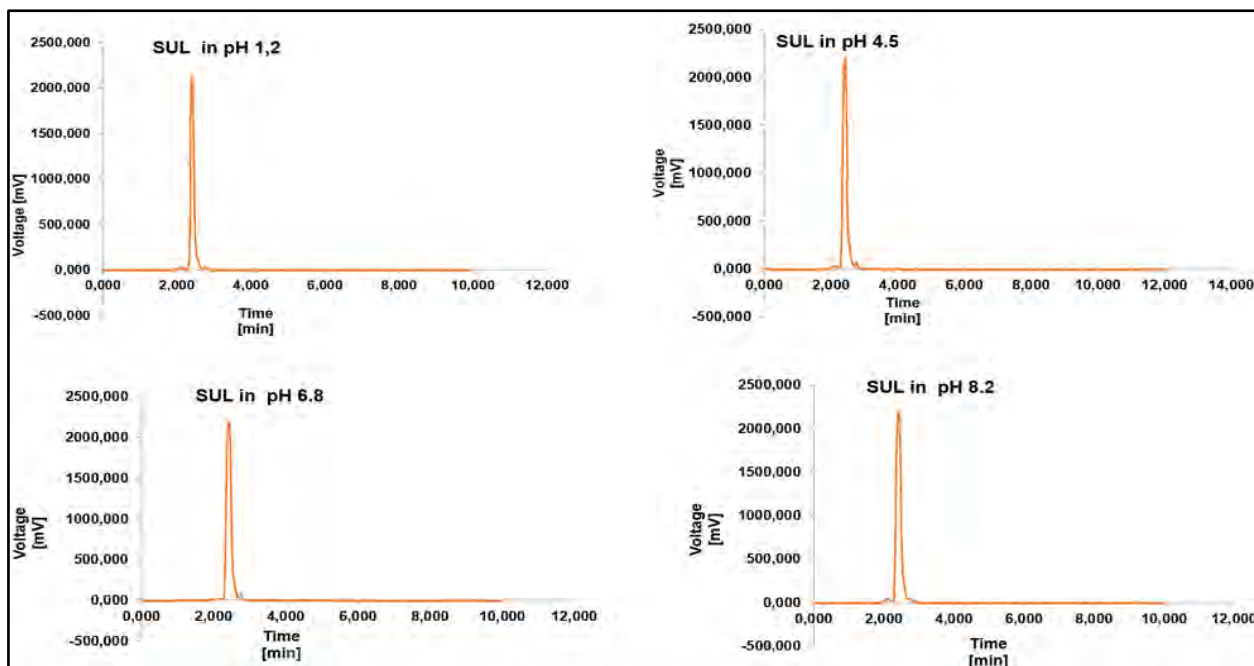 SUL in pH 1,2
2500,000
2000,000
1500,000
1000,000
500,000
0,000
-500,000
Voltage [mV]
0,000 2,000 4,000 6,000 8,000 10,000 12,000
Time
[min]
SUL in pH 4.5
2500,000
2000,000
1500,000
1000,000
500,000
0,000
-500,000
Voltage
[mV]
0,000 2,000 4,000 6,000 8,000 10,000 12,000 14,000
Time
[min]
SUL in pH 6.8
2500,000
2000,000
1500,000
1000,000
500,000
0,000
-500,000
Voltage
[mV]
0,000 2,000 4,000 6,000 8,000 10,000 12,000
Time
[min]
SUL in pH 8.2
2500,000
2000,000
1500,000
1000,000
500,000
0,000
-500,000
Voltage
[mV]
0,000 2,000 4,000 6,000 8,000 10,000 12,000
Time
[min]